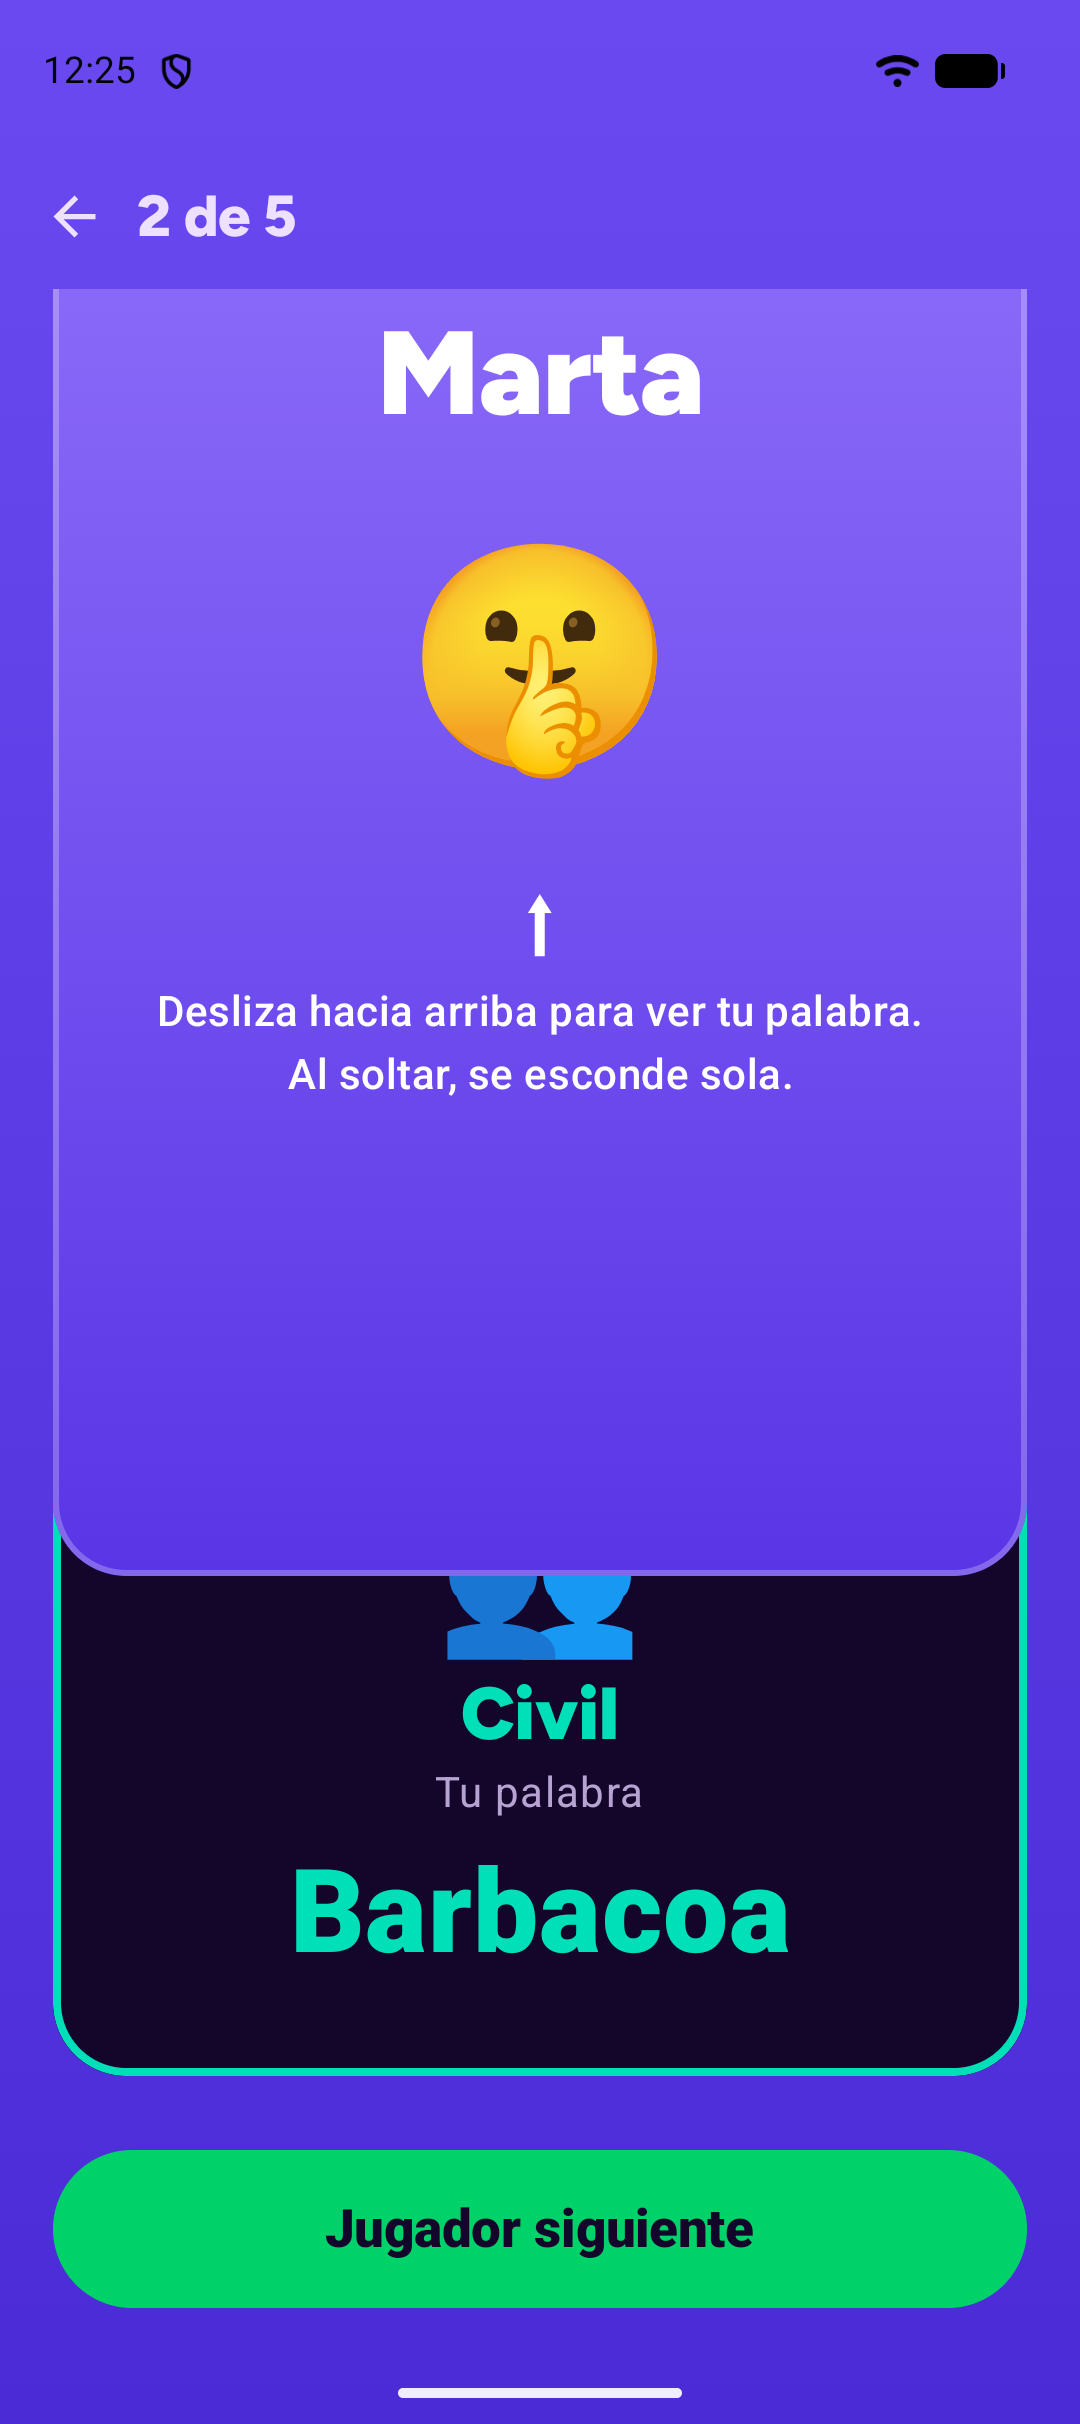 12:25
2 de 5
Marta
Desliza hacia arriba para ver tu palabra.
Al soltar, se esconde sola.
Civil
Tu palabra
Barbacoa
Jugador siguiente